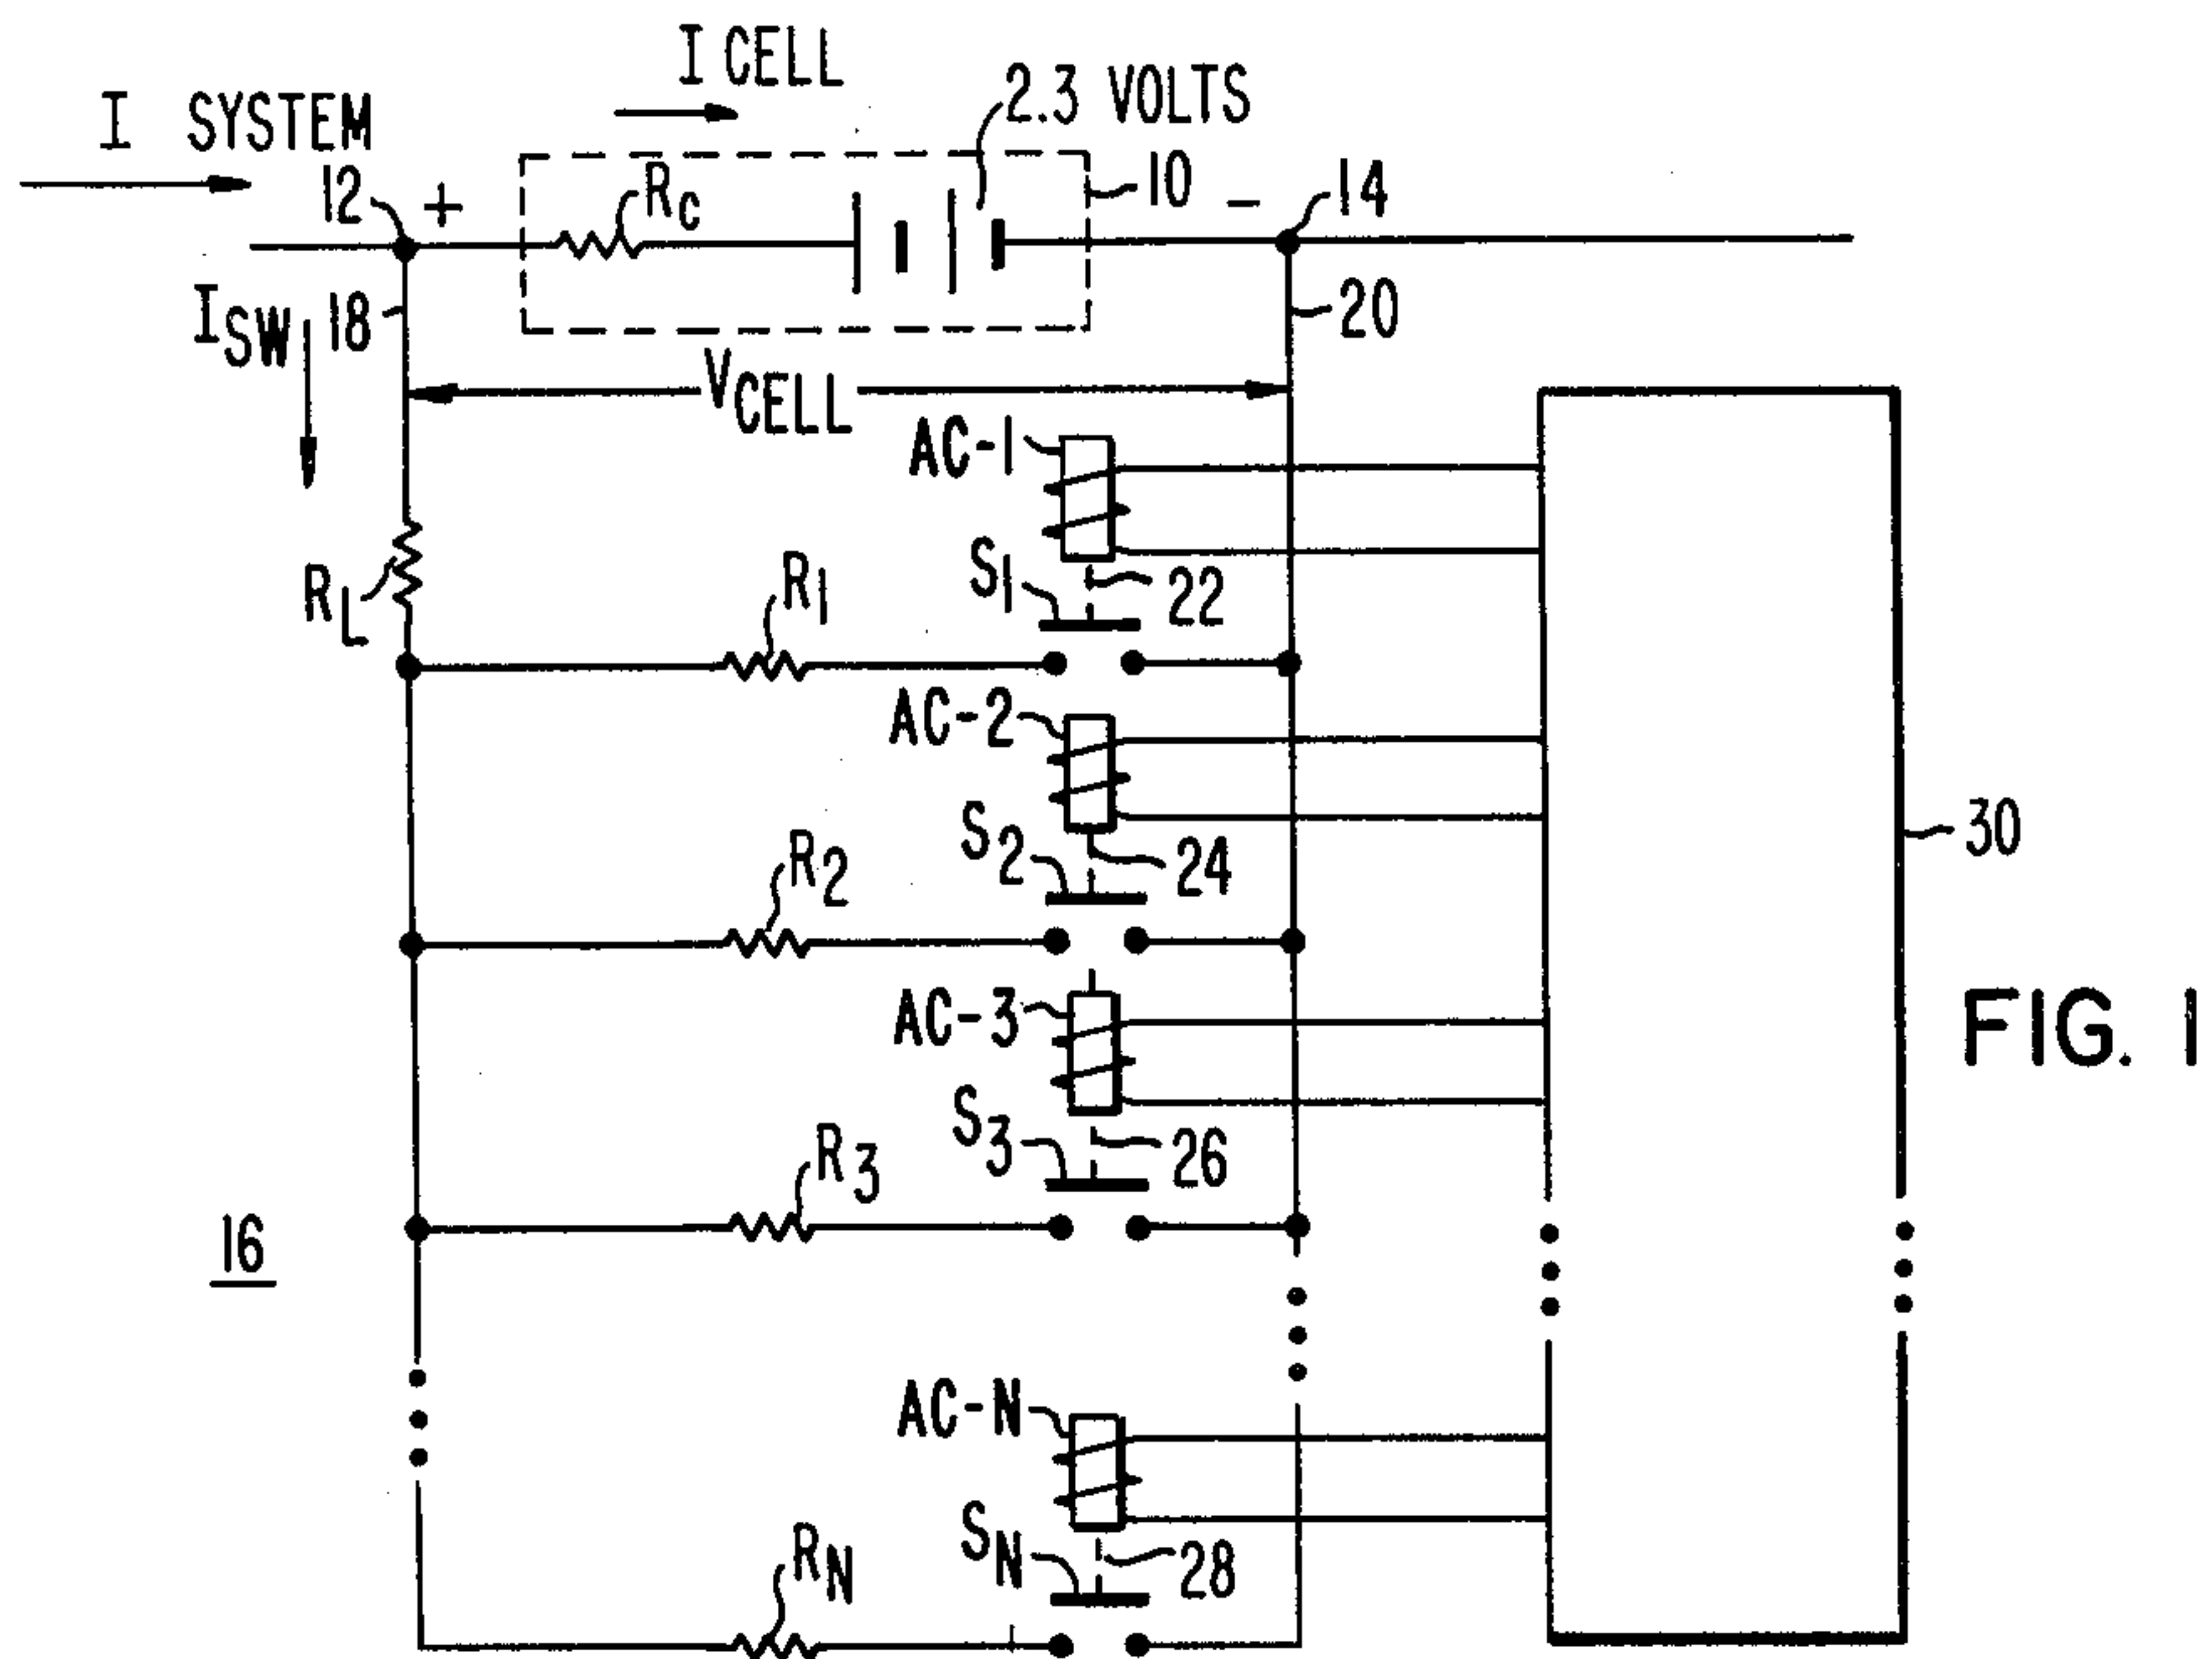 I CELL
I SYSTEM
2.3 VOLTS
12
+
RC
10
-
14
ISW
18
20
VCELL
AC-1
RL
R1
S1
22
AC-2
R2
S2
24
30
AC-3
FIG. 1
R3
S3
26
16
AC-N
RN
SN
28